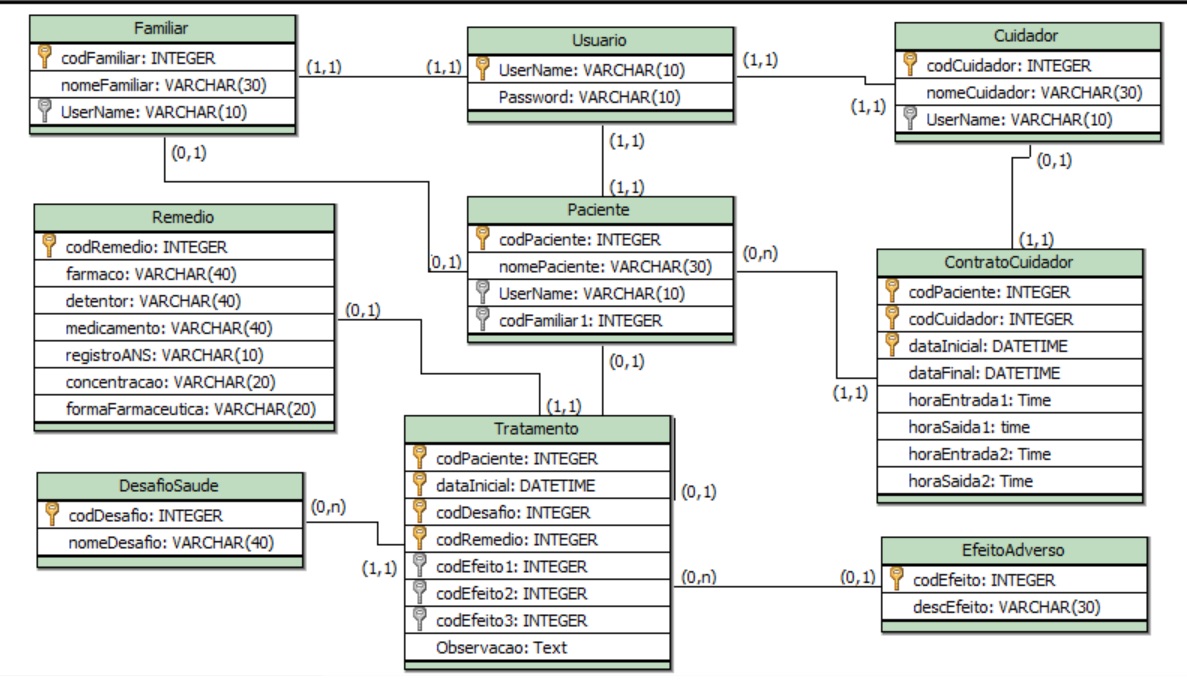 Familiar
codFamiliar: INTEGER
nomeFamiliar: VARCHAR(30)
UserName: VARCHAR(10)
(1,1)
(1,1)
Usuario
UserName: VARCHAR(10)
Password: VARCHAR(10)
(1,1)
(1,1)
Cuidador
codCuidador: INTEGER
nomeCuidador: VARCHAR(30)
UserName: VARCHAR(10)
(0,1)
(1,1)
(0,1)
(1,1)
Remedio
codRemedio: INTEGER
farmaco: VARCHAR(40)
detentor: VARCHAR(40)
medicamento: VARCHAR(40)
registroANS: VARCHAR(10)
concentracao: VARCHAR(20)
formaFarmaceutica: VARCHAR(20)
(0,1)
0,1)
Paciente
codPaciente: INTEGER
nomePaciente: VARCHAR(30)
UserName: VARCHAR(10)
codFamiliar1: INTEGER
(0,n)
(1,1)
ContratoCuidador
codPaciente: INTEGER
codCuidador: INTEGER
dataInicial: DATETIME
dataFinal: DATETIME
horaEntrada1: Time
horaSaida1: time
horaEntrada2: Time
horaSaida2: Time
(1,1)
(0,1)
(1,1)
Tratamento
codPaciente: INTEGER
dataInicial: DATETIME
codDesafio: INTEGER
codRemedio: INTEGER
codEfeito1: INTEGER
codEfeito2: INTEGER
codEfeito3: INTEGER
Observacao: Text
(0,1)
DesafioSaude
codDesafio: INTEGER
nomeDesafio: VARCHAR(40)
(0,n)
(1,1)
(0,n)
(0,1)
EfeitoAdverso
codEfeito: INTEGER
descEfeito: VARCHAR(30)